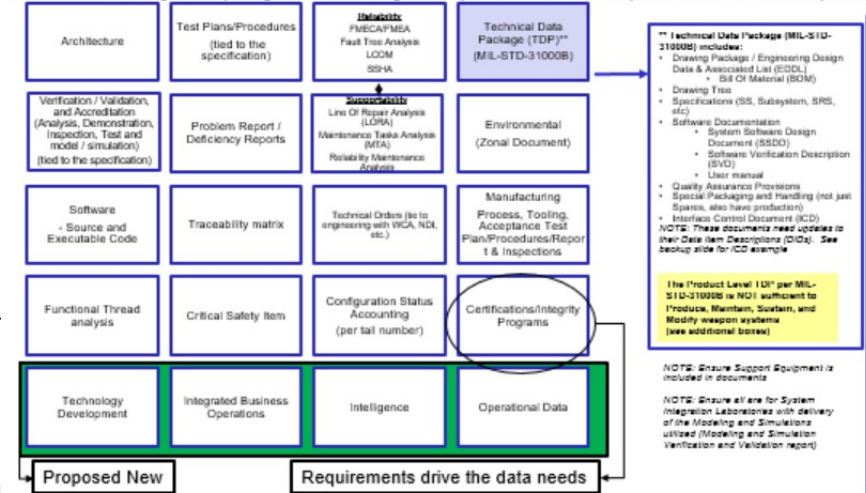 Architecture
Test Plans/Procedures
(tied to the
specification)
Reliability
FMECA/FMEA
Fault Tree Analysis
LCOM
SSHA
Technical Data
Package (TDP)**
(MIL-STD-31000B)
Verification / Validation,
and Accreditation
(Analysis, Demonstration,
Inspection, Test and
model / simulation)
(tied to the specification)
Problem Report /
Deficiency Reports
Supportability
Line Of Repair Analysis
(LORA)
Maintenance Tasks Analysis
(MTA)
Reliability Maintenance
Analysis
Environmental
(Zonal Document)
Software
- Source and
Executable Code
Traceability matrix
Technical Orders (tie to
engineering with WCA, NDI,
etc.)
Manufacturing
Process, Tooling,
Acceptance Test
Plan/Procedures/Repor
t & Inspections
Functional Thread
analysis
Critical Safety Item
Configuration Status
Accounting
(per tail number)
Certifications/Integrity
Programs
Technology
Development
Integrated Business
Operations
Intelligence
Operational Data
Proposed New
Requirements drive the data needs
** Technical Data Package (MIL-STD-
31000B) includes:
• Drawing Package / Engineering Design
Data & Associated List (EDDL)
• Bill Of Material (BOM)
• Drawing Tree
• Specifications (SS, Subsystem, SRS,
etc)
• Software Documentation
• System Software Design
Document (SSDD)
• Software Verification Description
(SVD)
• User manual
• Quality Assurance Provisions
• Special Packaging and Handling (not just
Spares, also have production)
• Interface Control Document (ICD)
NOTE: These documents need updates to
their Data Item Descriptions (DIDs). See
backup slide for ICD example
The Product Level TDP per MIL-
STD-31000B is NOT sufficient to
Produce, Maintain, Sustain, and
Modify weapon systems
(see additional boxes)
NOTE: Ensure Support Equipment is
included in documents
NOTE: Ensure all are for System
Integration Laboratories with delivery
of the Modeling and Simulations
utilized (Modeling and Simulation
Verification and Validation report)